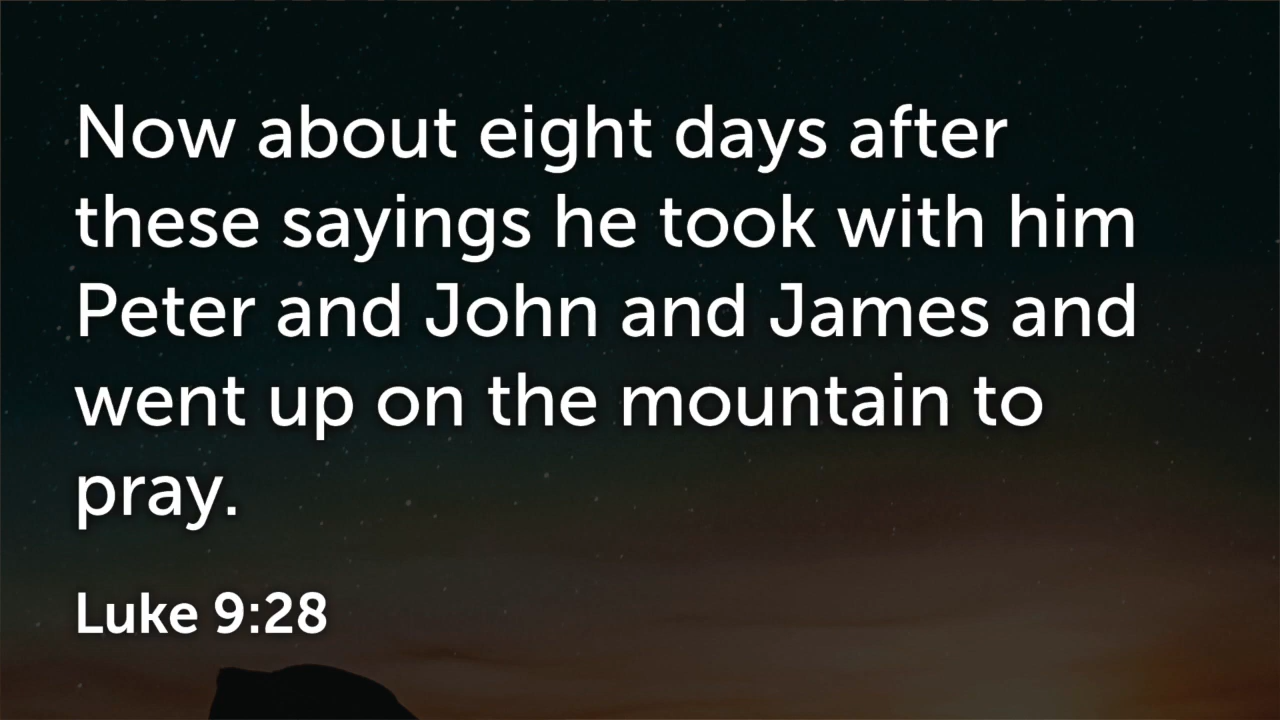 Now about eight days after
these sayings he took with him
Peter and John and James and
went up on the mountain to
pray.
Luke 9:28